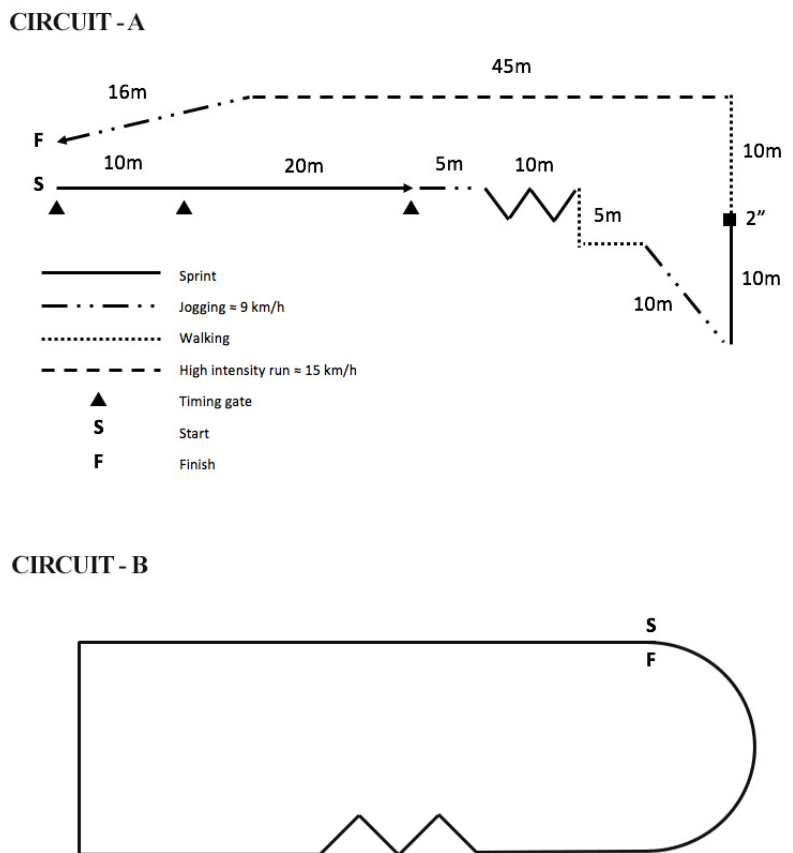 CIRCUIT - A
45m
16m
F
10m
20m
5m
10m
10m
S
5m
2”
10m
10m
Sprint
Jogging ≈ 9 km/h
Walking
High intensity run ≈ 15 km/h
Timing gate
S Start
F Finish
CIRCUIT - B
S
F